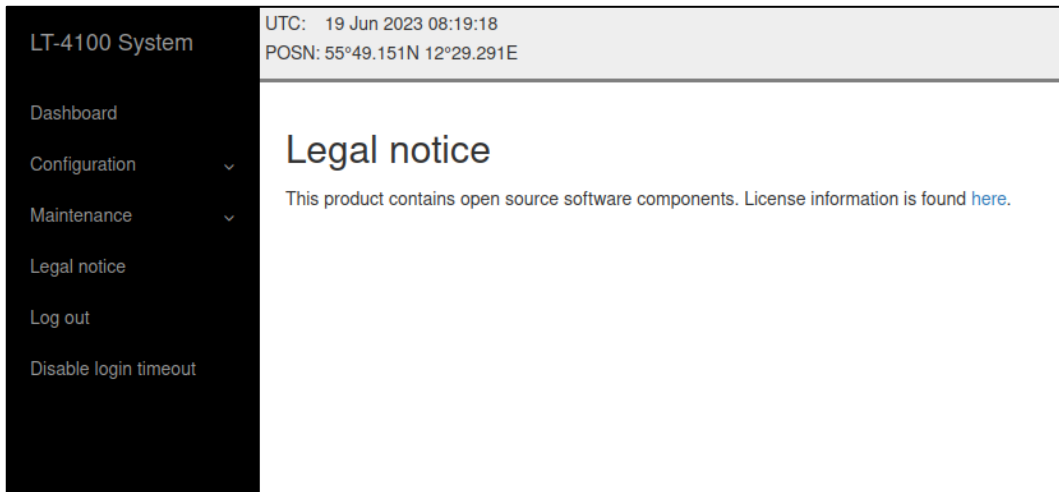 LT-4100 System
Dashboard
Configuration
Maintenance
Legal notice
Log out
Disable login timeout
UTC: 19 Jun 2023 08:19:18
POSN: 55°49.151N 12°29.291E
Legal notice
This product contains open source software components. License information is found here.